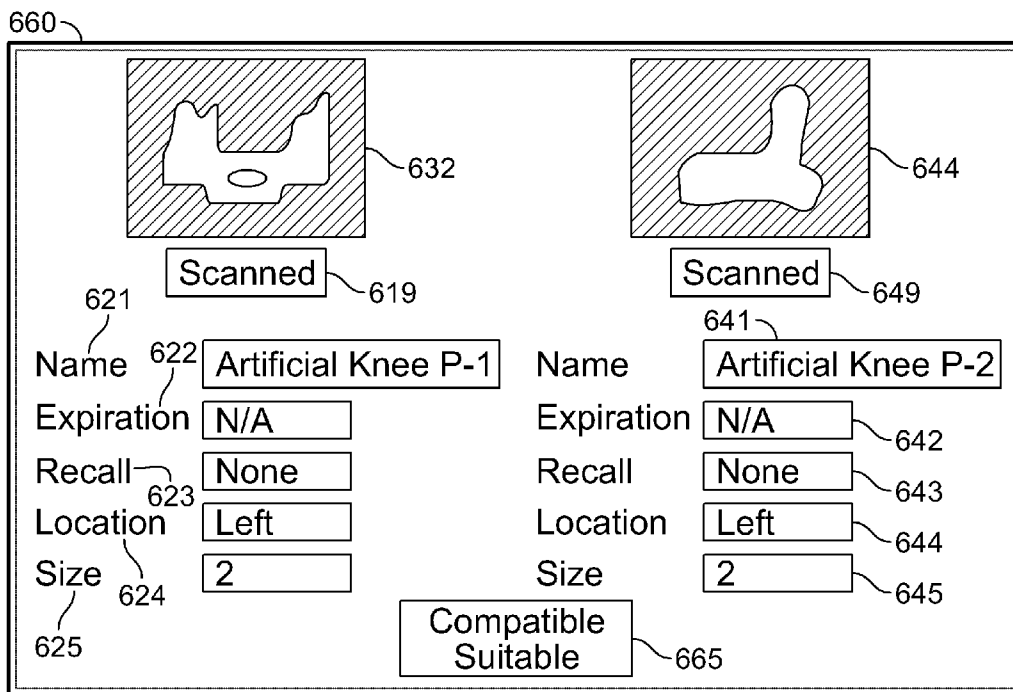 660
632
644
Scanned
Scanned
619
649
621
641
622
Name
Artificial Knee P-1
Name
Artificial Knee P-2
Expiration
N/A
Expiration
N/A
642
Recall
623
None
Recall
None
643
Location
Left
Location
Left
644
624
Size
2
Size
2
645
625
Compatible
Suitable
665